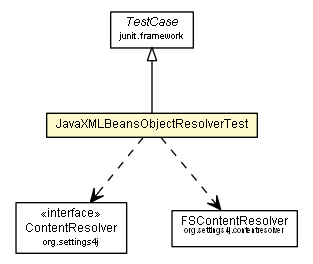 TestCase
junit.framework
JavaXMLBeansObjectResolverTest
«interface»
ContentResolver
org.settings4j
FSContentResolver
org.settings4j.contentresolver